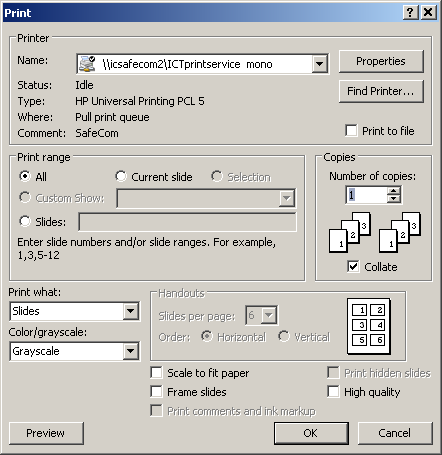 Print
Printer
Name:
\\icsafecom2\ICTprintservice mono
Properties
Status: Idle
Type: HP Universal Printing PCL 5
Find Printer...
Where: Pull print queue
Comment: SafeCom
Print to file
Print range
All
Current slide
Selection
Custom Show:
Slides:
Enter slide numbers and/or slide ranges. For example,
1,3,5-12
Copies
Number of copies:
1
1 2 3 1 2 3
Collate
Print what:
Slides
Color/grayscale:
Grayscale
Handouts
Slides per page: 6
Order: Horizontal Vertical
1 2
3 4
5 6
Scale to fit paper
Print hidden slides
Frame slides
High quality
Print comments and ink markup
Preview
OK
Cancel